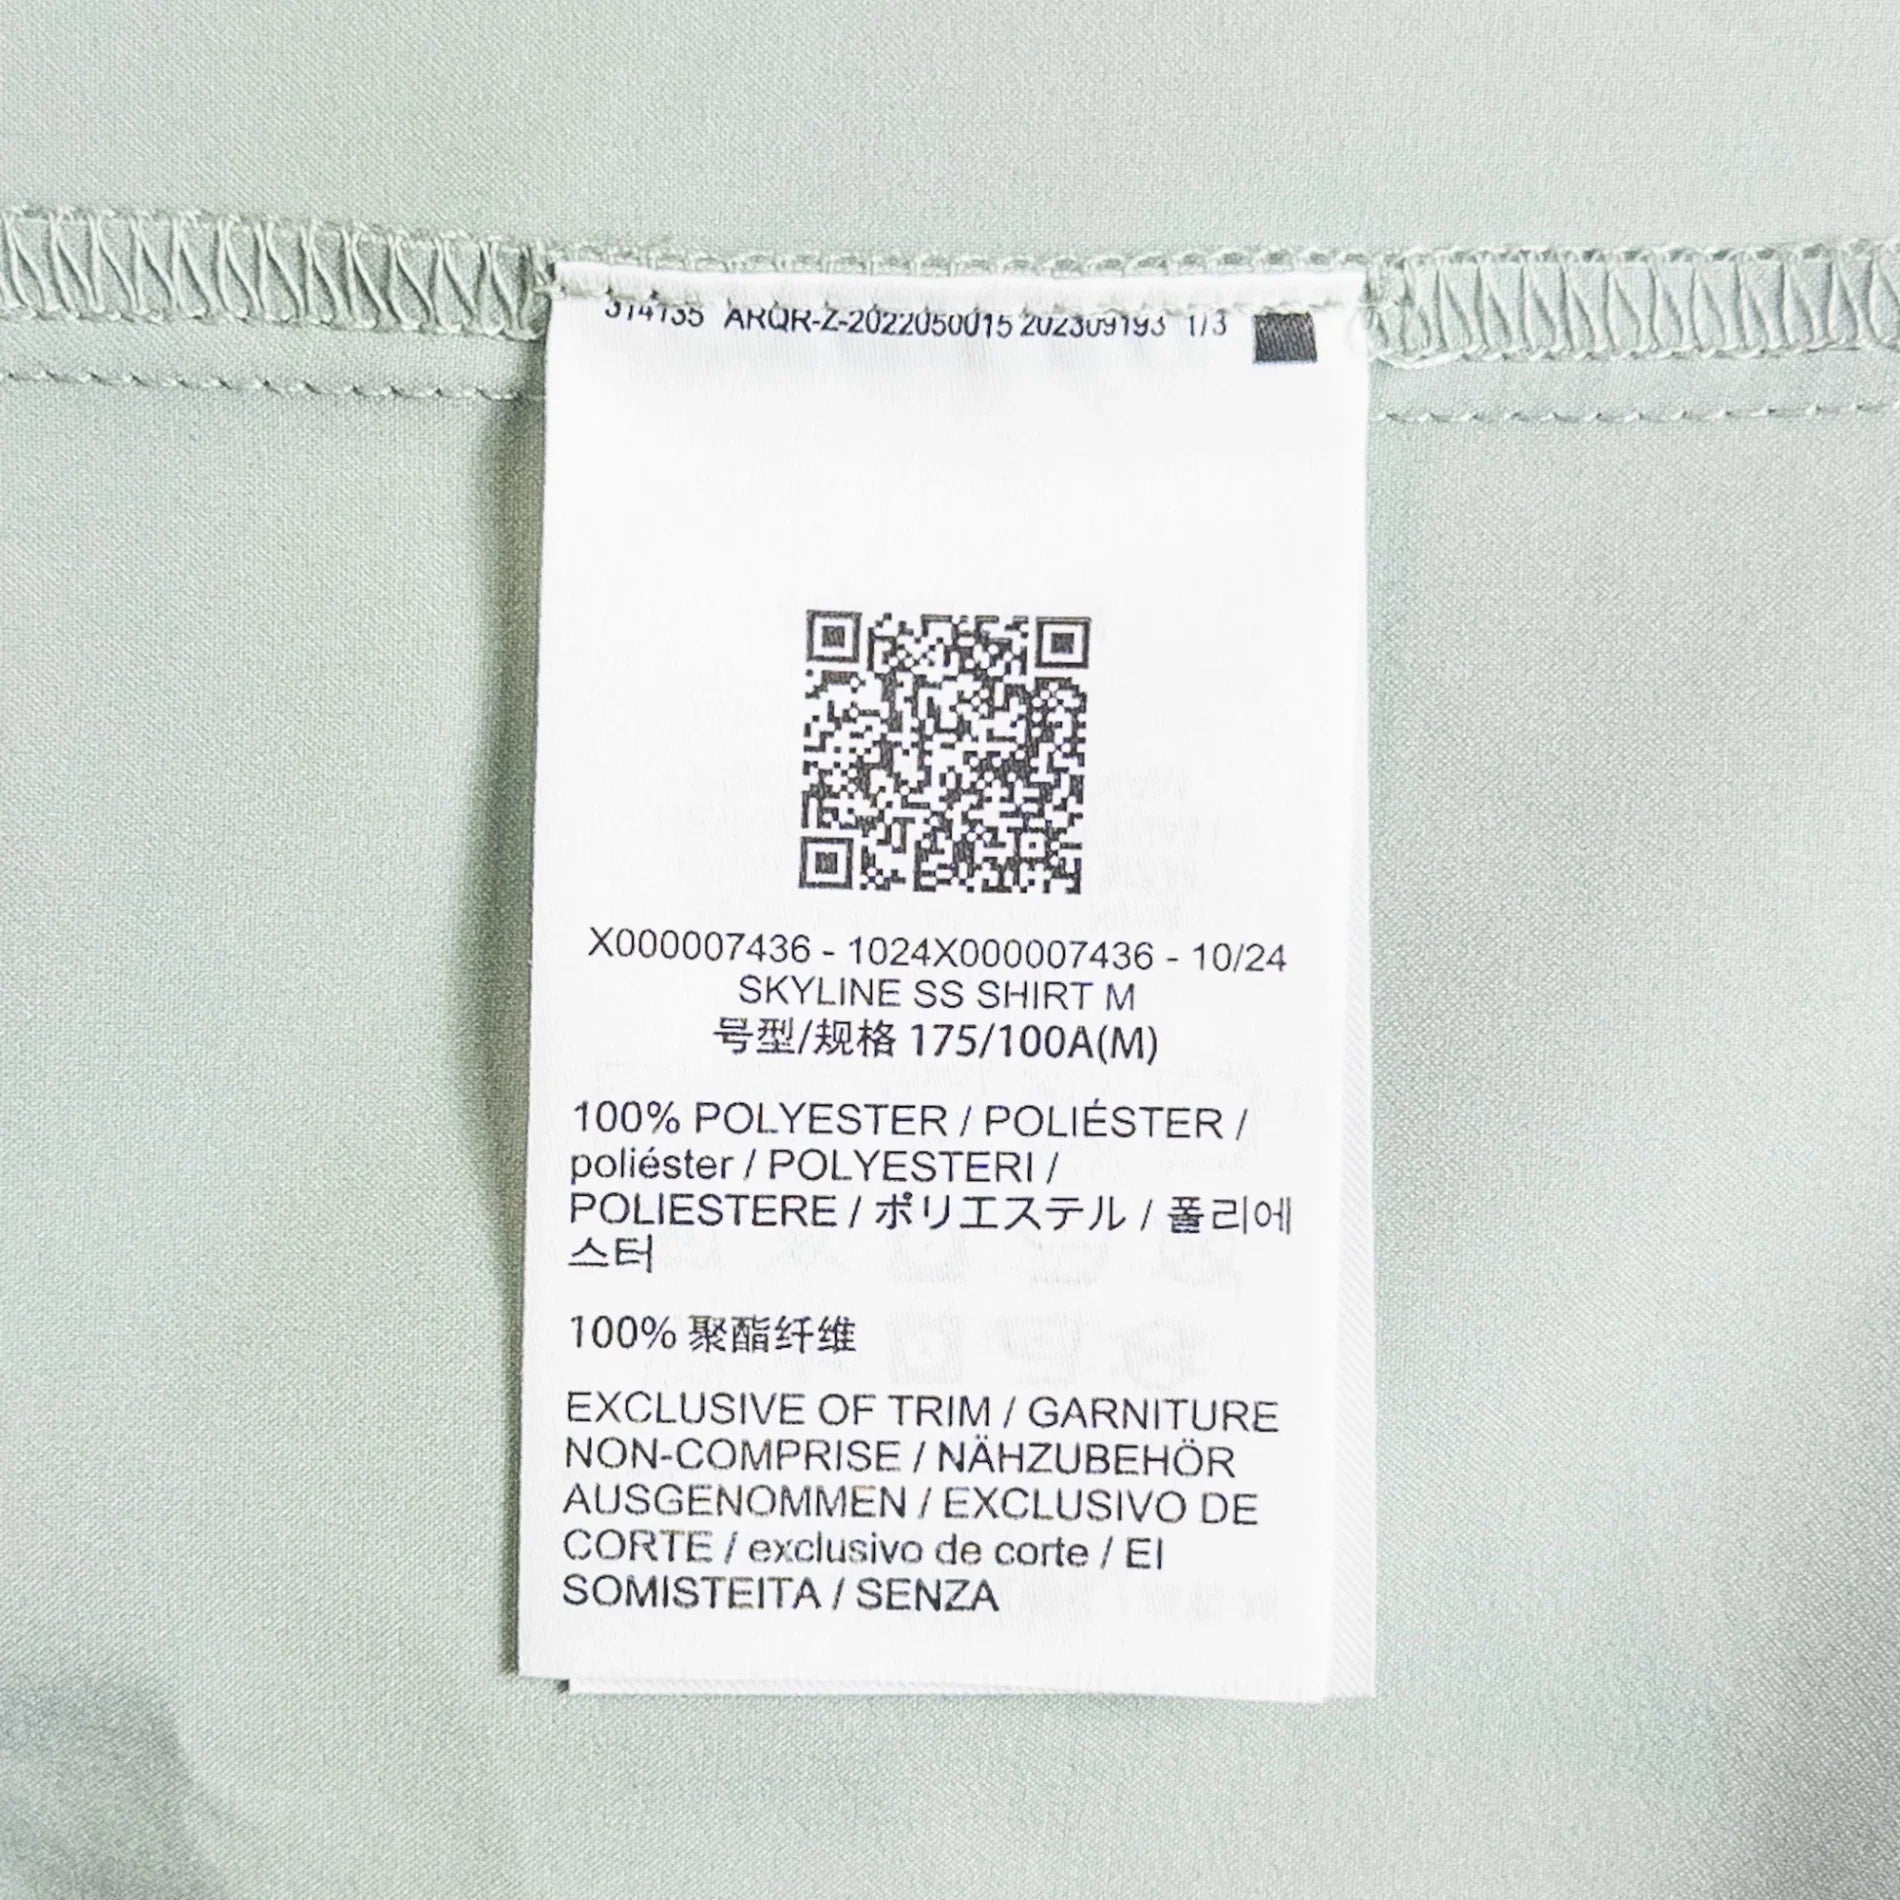 314135 ARQR-Z-2022050015 202309193 1/3
X000007436 - 1024X000007436 - 10/24
SKYLINE SS SHIRT M
号型/规格 175/100A(M)
100% POLYESTER / POLIÉSTER /
poliéster / POLYESTERI /
POLIESTERE / ポリエステル / 폴리에
스터
100% 聚酯纤维
EXCLUSIVE OF TRIM / GARNITURE
NON-COMPRISE / NÄHZUBEHÖR
AUSGENOMMEN / EXCLUSIVO DE
CORTE / exclusivo de corte / EI
SOMISTEITA / SENZA